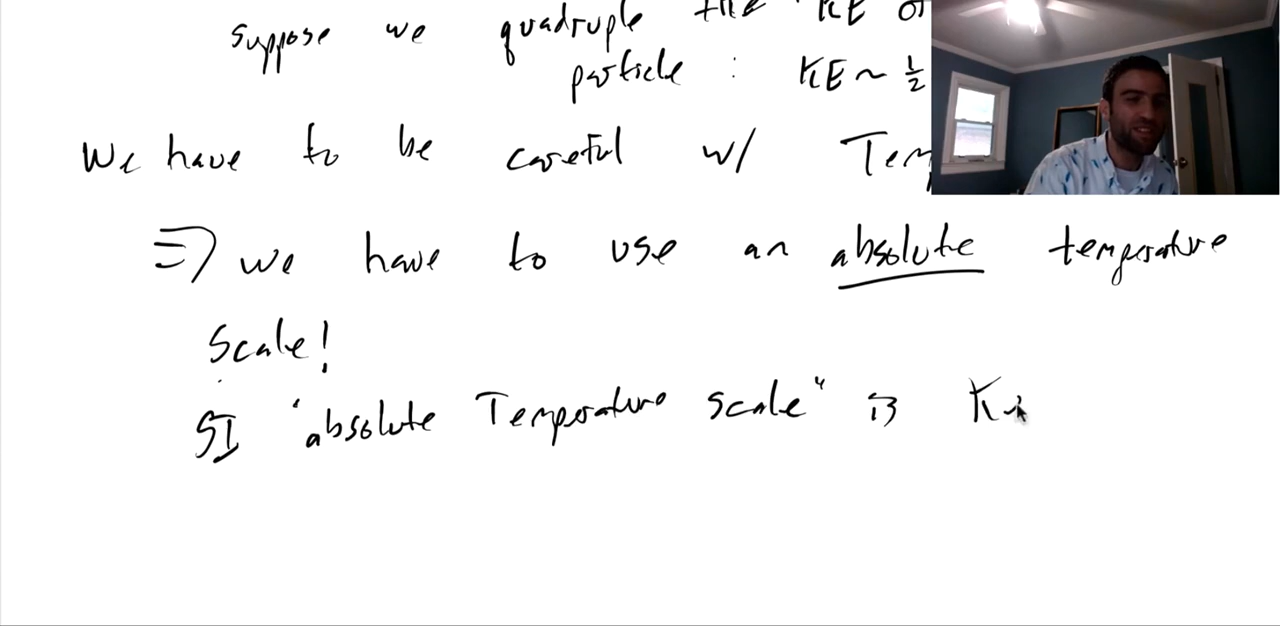 suppose we quadruple the KE of
particle : KE ~ 1/2
We have to be careful w/ Tem
=> we have to use an absolute temperature
Scale!
SI "absolute Temperature scale" is K